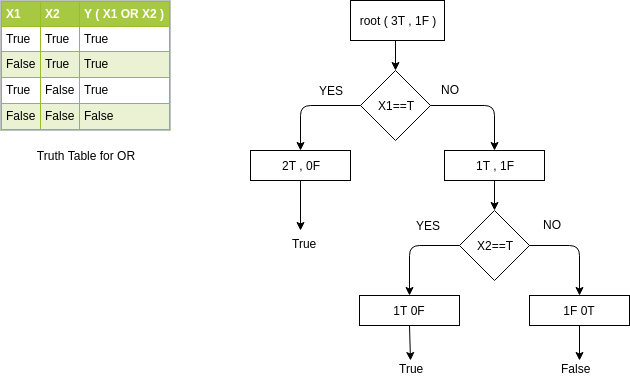 X1 X2 Y ( X1 OR X2 )
True True True
False True True
True False True
False False False
Truth Table for OR
root ( 3T , 1F )
X1==T
YES
NO
2T , 0F
1T , 1F
True
X2==T
YES
NO
1T 0F
1F 0T
True
False